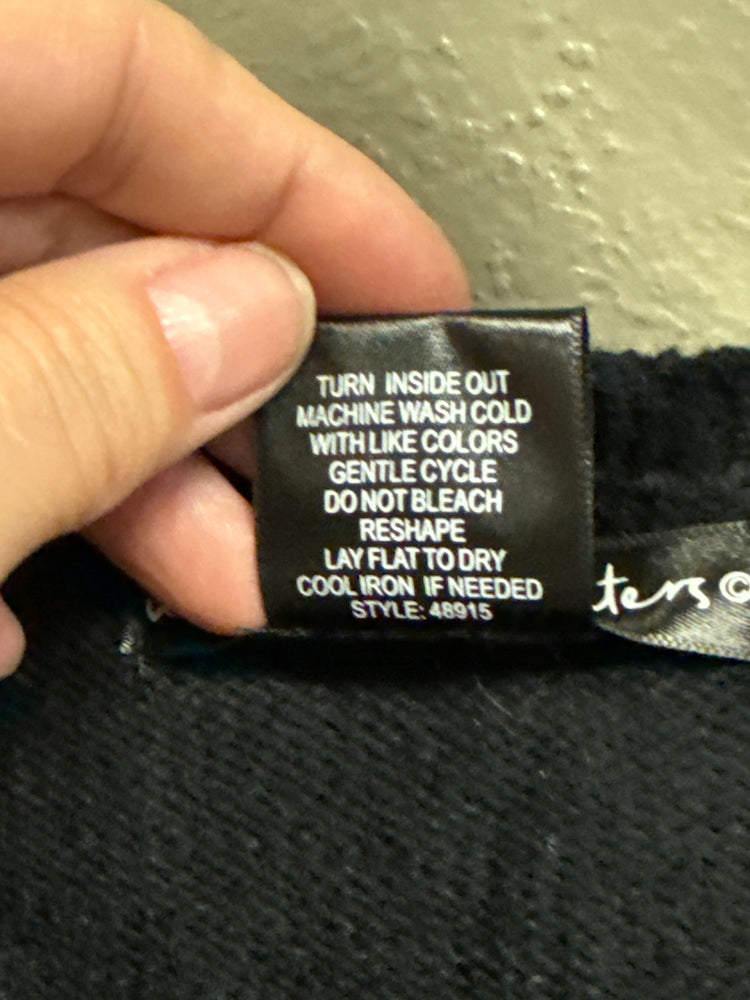 TURN INSIDE OUT
MACHINE WASH COLD
WITH LIKE COLORS
GENTLE CYCLE
DO NOT BLEACH
RESHAPE
LAY FLAT TO DRY
COOL IRON IF NEEDED
STYLE: 48915
ters©